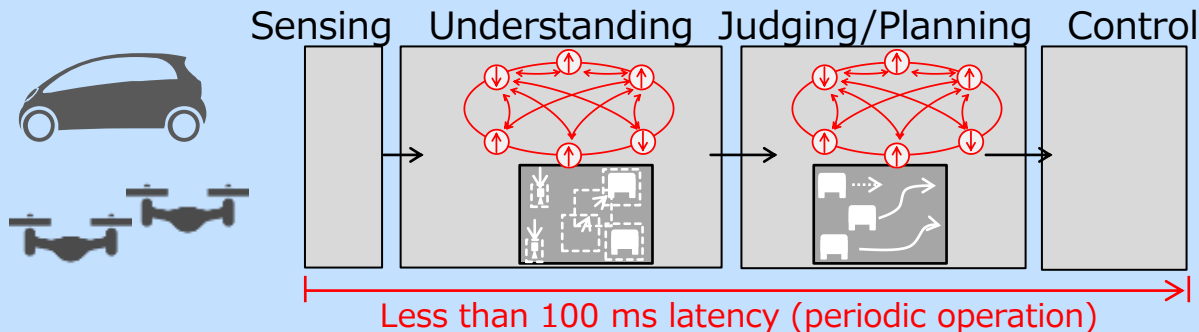 Sensing Understanding Judging/Planning Control
Less than 100 ms latency (periodic operation)